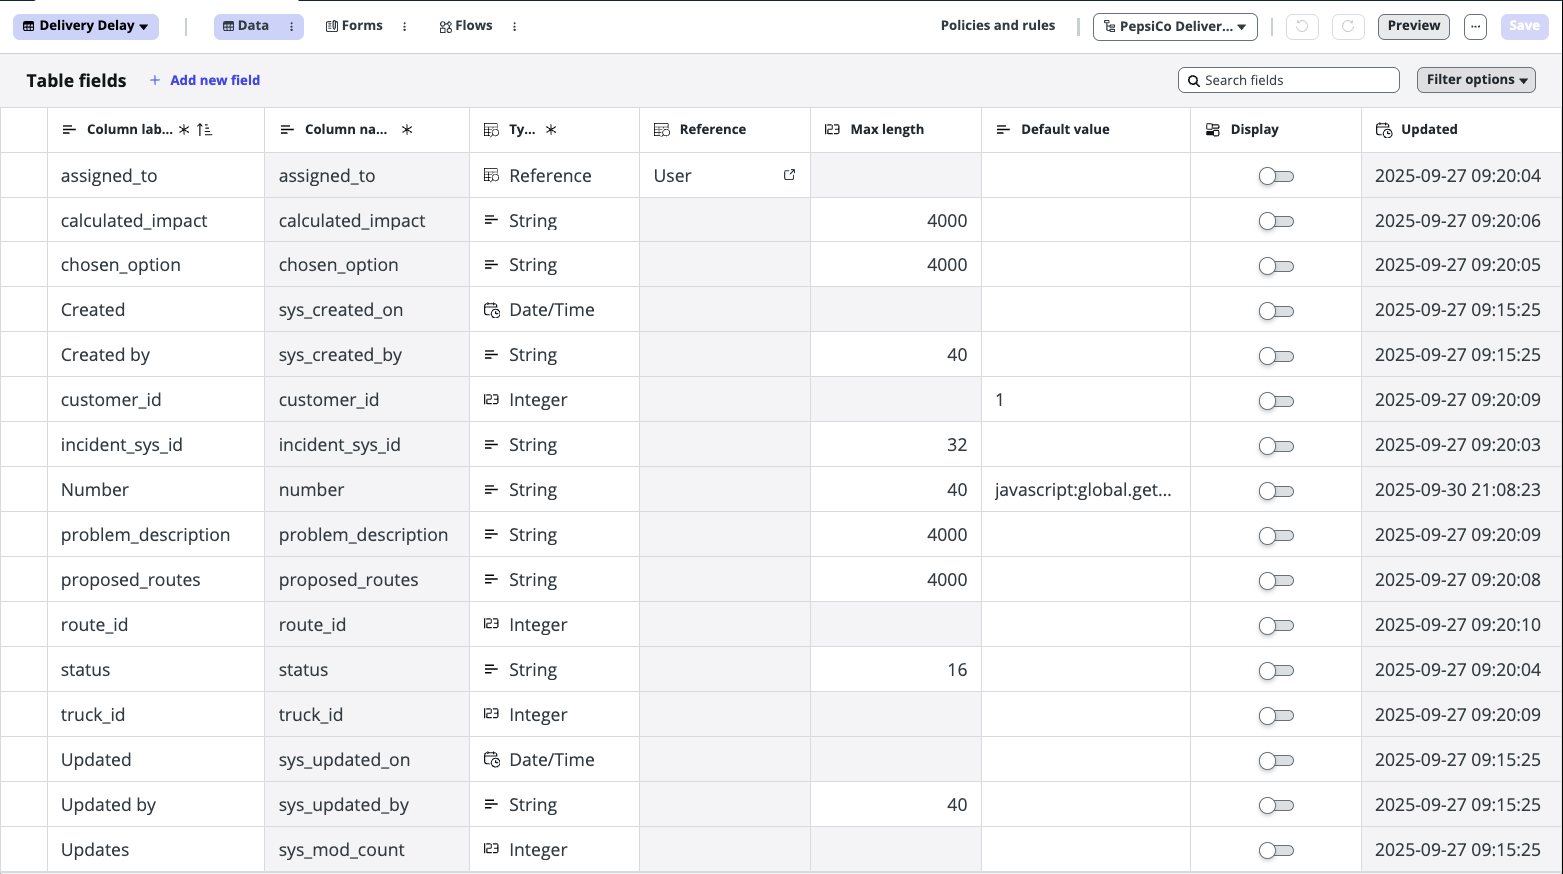 Delivery Delay Data Forms Flows Policies and rules PepsiCo Deliver... Preview ... Save
Table fields + Add new field Search fields Filter options
Column lab... * Column na... * Ty... * Reference Max length Default value Display Updated
assigned_to assigned_to Reference User 2025-09-27 09:20:04
calculated_impact calculated_impact String 4000 2025-09-27 09:20:06
chosen_option chosen_option String 4000 2025-09-27 09:20:05
Created sys_created_on Date/Time 2025-09-27 09:15:25
Created by sys_created_by String 40 2025-09-27 09:15:25
customer_id customer_id Integer 1 2025-09-27 09:20:09
incident_sys_id incident_sys_id String 32 2025-09-27 09:20:03
Number number String 40 javascript:global.get... 2025-09-30 21:08:23
problem_description problem_description String 4000 2025-09-27 09:20:09
proposed_routes proposed_routes String 4000 2025-09-27 09:20:08
route_id route_id Integer 2025-09-27 09:20:10
status status String 16 2025-09-27 09:20:04
truck_id truck_id Integer 2025-09-27 09:20:09
Updated sys_updated_on Date/Time 2025-09-27 09:15:25
Updated by sys_updated_by String 40 2025-09-27 09:15:25
Updates sys_mod_count Integer 2025-09-27 09:15:25